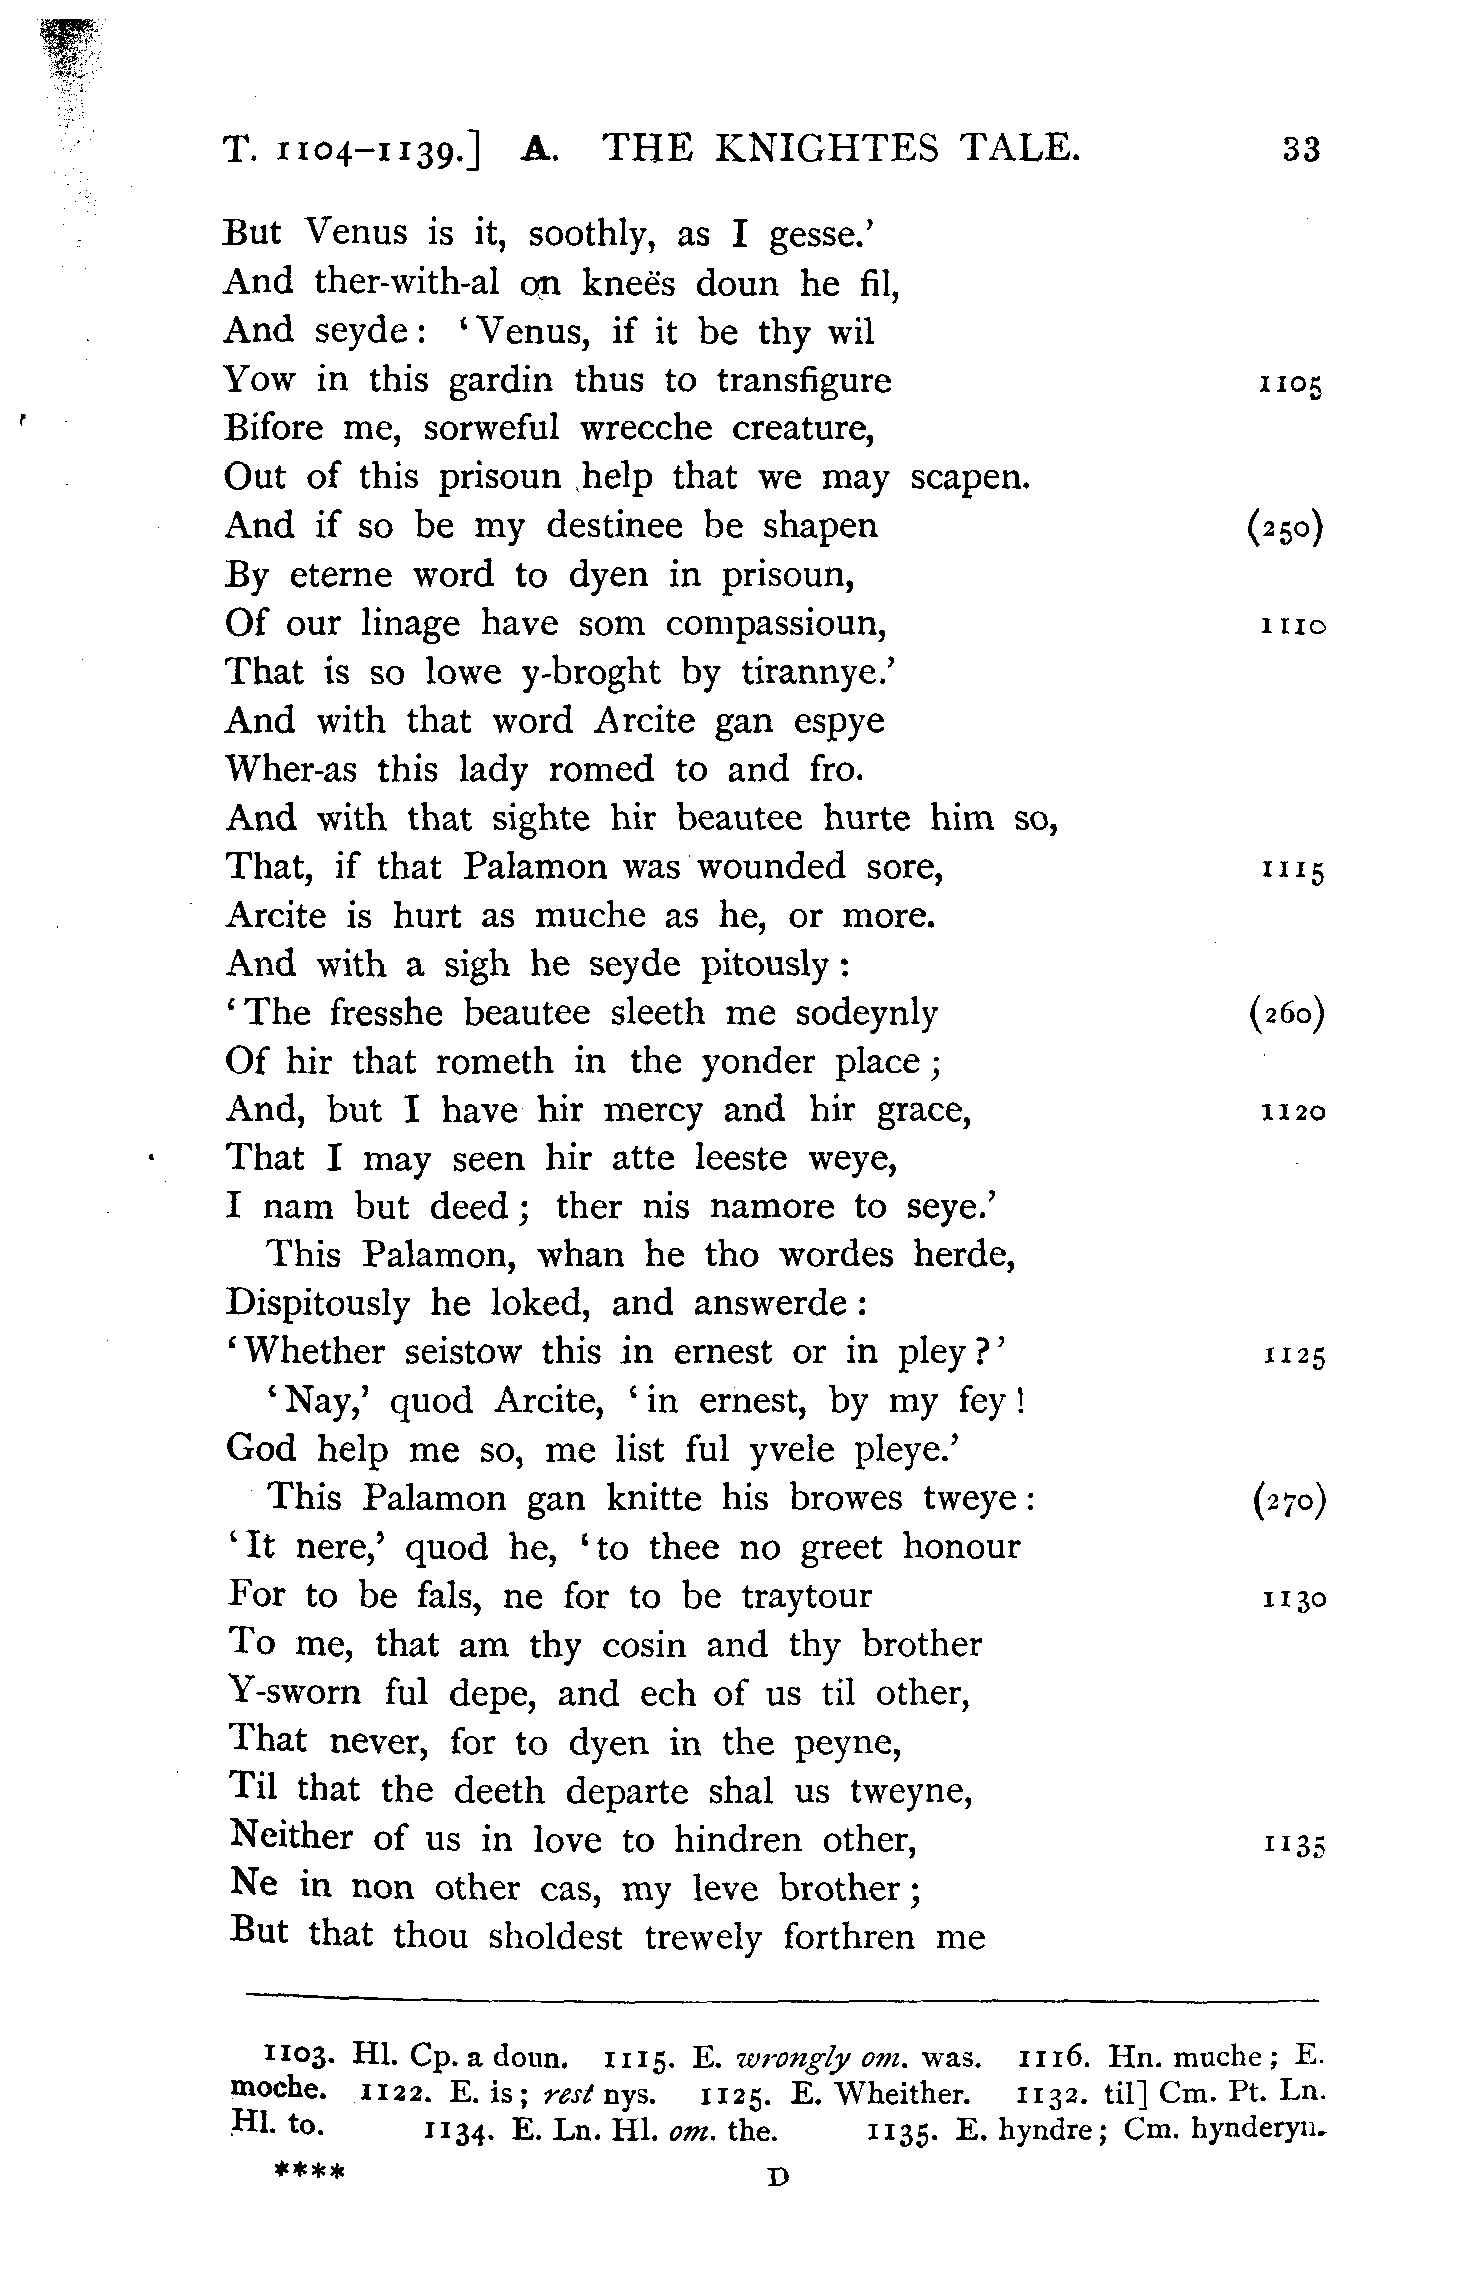 T. 1104–1139.] A. THE KNIGHTES TALE. 33
But Venus is it, soothly, as I gesse.’
And ther-with-al on kneës doun he fil,
And seyde: ‘Venus, if it be thy wil
Yow in this gardin thus to transfigure 1105
Bifore me, sorweful wrecche creature,
Out of this prisoun help that we may scapen.
And if so be my destinee be shapen (250)
By eterne word to dyen in prisoun,
Of our linage have som compassioun, 1110
That is so lowe y-broght by tirannye.’
And with that word Arcite gan espye
Wher-as this lady romed to and fro.
And with that sighte hir beautee hurte him so,
That, if that Palamon was wounded sore, 1115
Arcite is hurt as muche as he, or more.
And with a sigh he seyde pitously:
‘The fresshe beautee sleeth me sodeynly (260)
Of hir that rometh in the yonder place;
And, but I have hir mercy and hir grace, 1120
That I may seen hir atte leeste weye,
I nam but deed; ther nis namore to seye.’
This Palamon, whan he tho wordes herde,
Dispitously he loked, and answerde:
‘Whether seistow this in ernest or in pley?’ 1125
‘Nay,’ quod Arcite, ‘in ernest, by my fey!
God help me so, me list ful yvele pleye.’
This Palamon gan knitte his browes tweye: (270)
‘It nere,’ quod he, ‘to thee no greet honour
For to be fals, ne for to be traytour 1130
To me, that am thy cosin and thy brother
Y-sworn ful depe, and ech of us til other,
That never, for to dyen in the peyne,
Til that the deeth departe shal us tweyne,
Neither of us in love to hindren other, 1135
Ne in non other cas, my leve brother;
But that thou sholdest trewely forthren me
1103. Hl. Cp. a doun. 1115. E. wrongly om. was. 1116. Hn. muche; E.
moche. 1122. E. is; rest nys. 1125. E. Wheither. 1132. til] Cm. Pt. Ln.
Hl. to. 1134. E. Ln. Hl. om. the. 1135. E. hyndre; Cm. hynderyn.
**** D